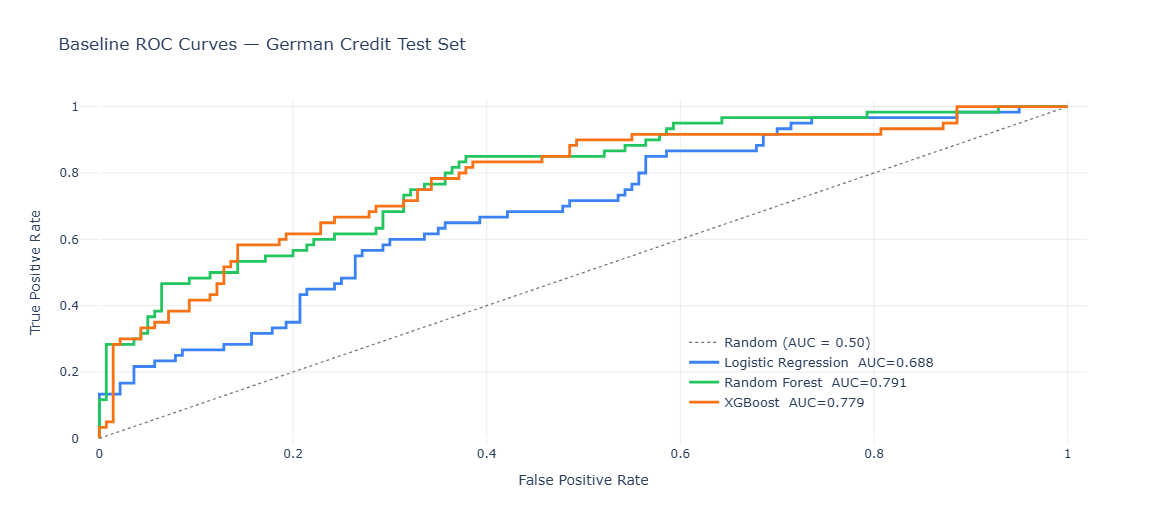 Baseline ROC Curves — German Credit Test Set
True Positive Rate
1
0.8
0.6
0.4
0.2
0
0 0.2 0.4 0.6 0.8 1
False Positive Rate
Random (AUC = 0.50)
Logistic Regression AUC=0.688
Random Forest AUC=0.791
XGBoost AUC=0.779